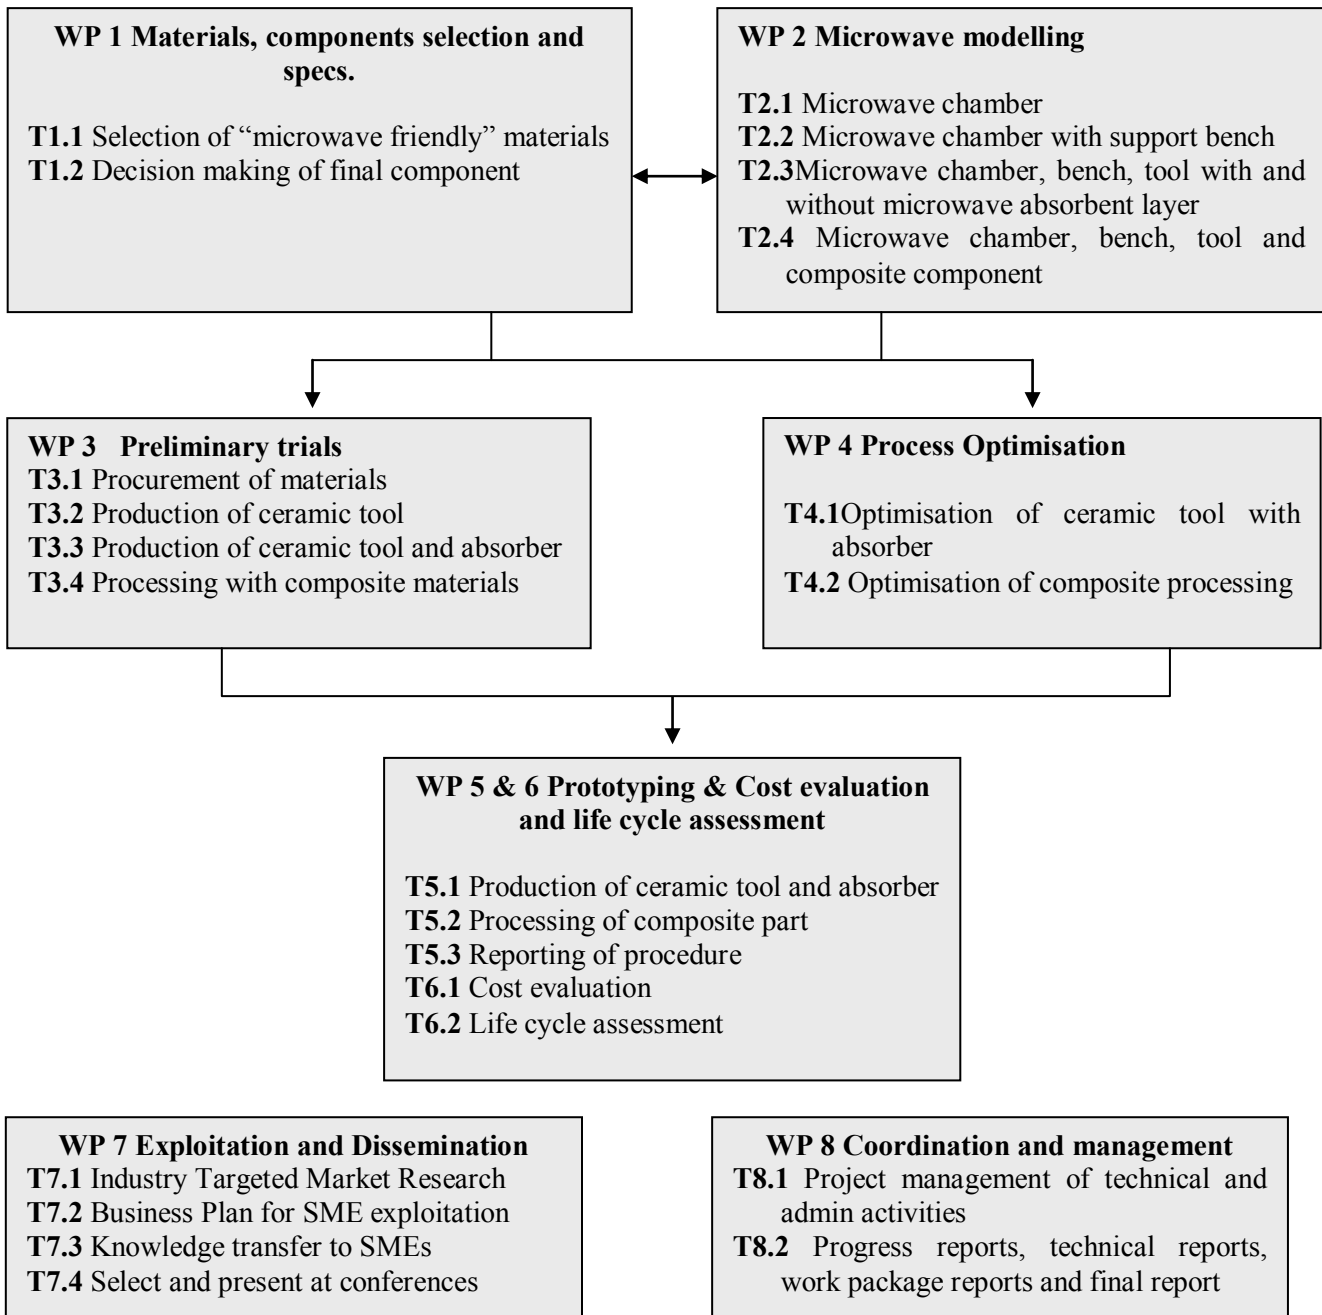 WP 1 Materials, components selection and
specs.
T1.1 Selection of “microwave friendly” materials
T1.2 Decision making of final component
WP 2 Microwave modelling
T2.1 Microwave chamber
T2.2 Microwave chamber with support bench
T2.3Microwave chamber, bench, tool with and
without microwave absorbent layer
T2.4 Microwave chamber, bench, tool and
composite component
WP 3 Preliminary trials
T3.1 Procurement of materials
T3.2 Production of ceramic tool
T3.3 Production of ceramic tool and absorber
T3.4 Processing with composite materials
WP 4 Process Optimisation
T4.1Optimisation of ceramic tool with
absorber
T4.2 Optimisation of composite processing
WP 5 & 6 Prototyping & Cost evaluation
and life cycle assessment
T5.1 Production of ceramic tool and absorber
T5.2 Processing of composite part
T5.3 Reporting of procedure
T6.1 Cost evaluation
T6.2 Life cycle assessment
WP 7 Exploitation and Dissemination
T7.1 Industry Targeted Market Research
T7.2 Business Plan for SME exploitation
T7.3 Knowledge transfer to SMEs
T7.4 Select and present at conferences
WP 8 Coordination and management
T8.1 Project management of technical and
admin activities
T8.2 Progress reports, technical reports,
work package reports and final report